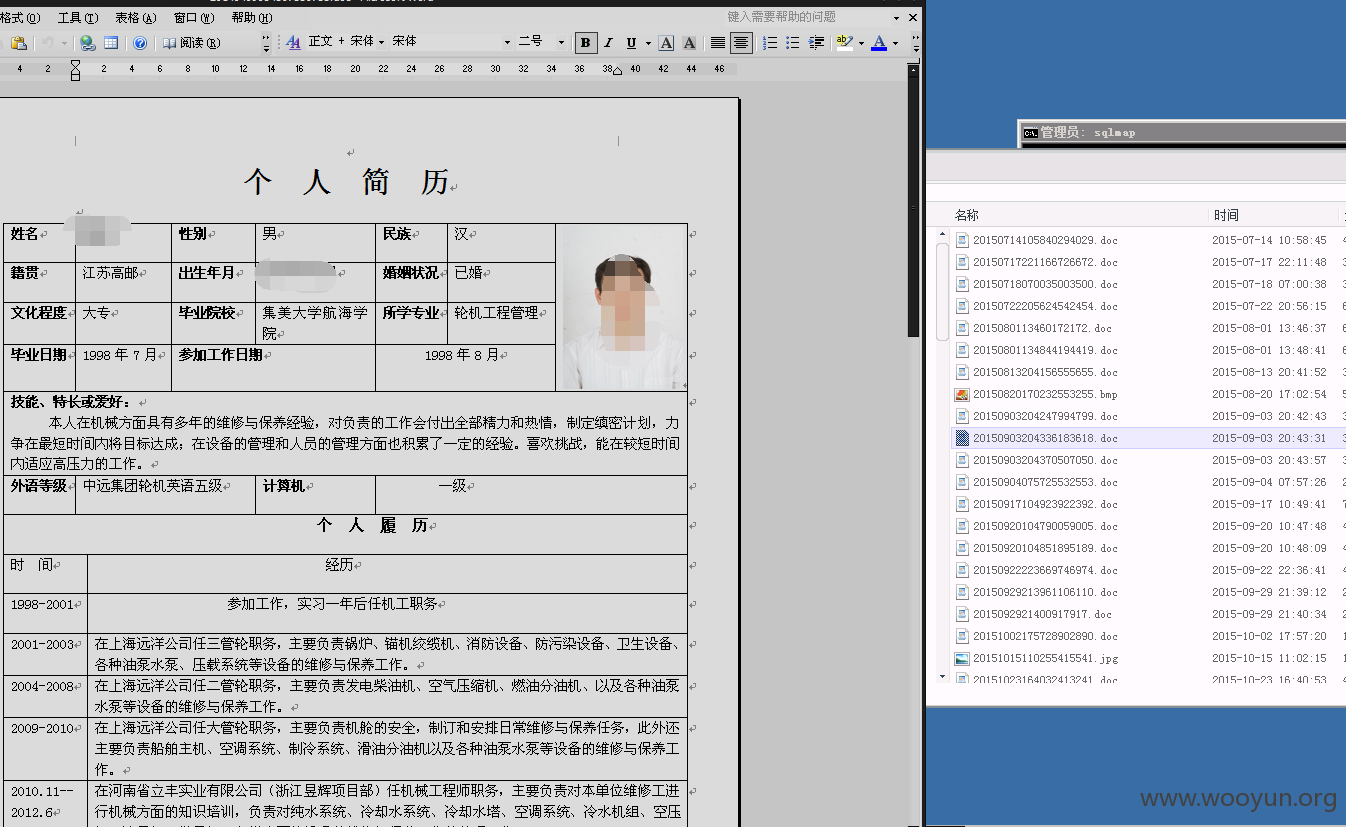 格式(O) 工具(T) 表格(A) 窗口(W) 帮助(H) 键入需要帮助的问题
阅读(R) 正文 + 宋体 宋体 二号 B I U A A A
4 2 2 4 6 8 10 12 14 16 18 20 22 24 26 28 30 32 34 36 38 40 42 44 46
个 人 简 历
姓名 性别 男 民族 汉
籍贯 江苏高邮 出生年月 婚姻状况 已婚
文化程度 大专 毕业院校 集美大学航海学院 所学专业 轮机工程管理
毕业日期 1998 年 7 月 参加工作日期 1998 年 8 月
技能、特长或爱好:
本人在机械方面具有多年的维修与保养经验，对负责的工作会付出全部精力和热情，制定缜密计划，力
争在最短时间内将目标达成；在设备的管理和人员的管理方面也积累了一定的经验。喜欢挑战，能在较短时间
内适应高压力的工作。
外语等级 中远集团轮机英语五级 计算机 一级
个 人 履 历
时 间 经历
1998-2001 参加工作，实习一年后任机工职务
2001-2003 在上海远洋公司任三管轮职务，主要负责锅炉、锚机绞缆机、消防设备、防污染设备、卫生设备、
各种油泵水泵、压载系统等设备的维修与保养工作。
2004-2008 在上海远洋公司任二管轮职务，主要负责发电柴油机、空气压缩机、燃油分油机、以及各种油泵
水泵等设备的维修与保养工作。
2009-2010 在上海远洋公司任大管轮职务，主要负责机舱的安全，制订和安排日常维修与保养任务，此外还
主要负责船舶主机、空调系统、制冷系统、滑油分油机以及各种油泵水泵等设备的维修与保养工
作。
2010.11-- 在河南省立丰实业有限公司（浙江昱辉项目部）任机械工程师职务，主要负责对本单位维修工进
2012.6 行机械方面的知识培训，负责对纯水系统、冷却水系统、冷却水塔、空调系统、冷水机组、空压
管理员: sqlmap
名称 时间
20150714105840294029.doc 2015-07-14 10:58:45
20150717221166726672.doc 2015-07-17 22:11:48
20150718070035003500.doc 2015-07-18 07:00:38
20150722205624542454.doc 2015-07-22 20:56:15
2015080113460172172.doc 2015-08-01 13:46:37
20150801134844194419.doc 2015-08-01 13:48:41
20150813204156555655.doc 2015-08-13 20:41:52
20150820170232553255.bmp 2015-08-20 17:02:54
20150903204247994799.doc 2015-09-03 20:42:43
20150903204336183618.doc 2015-09-03 20:43:31
20150903204370507050.doc 2015-09-03 20:43:57
20150904075725532553.doc 2015-09-04 07:57:26
20150917104923922392.doc 2015-09-17 10:49:41
20150920104790059005.doc 2015-09-20 10:47:48
20150920104851895189.doc 2015-09-20 10:48:09
20150922223669746974.doc 2015-09-22 22:36:41
20150929213961106110.doc 2015-09-29 21:39:12
2015092921400917917.doc 2015-09-29 21:40:34
20151002175728902890.doc 2015-10-02 17:57:20
20151015110255415541.jpg 2015-10-15 11:02:15
20151023164032413241.doc 2015-10-23 16:40:53
www.wooyun.org